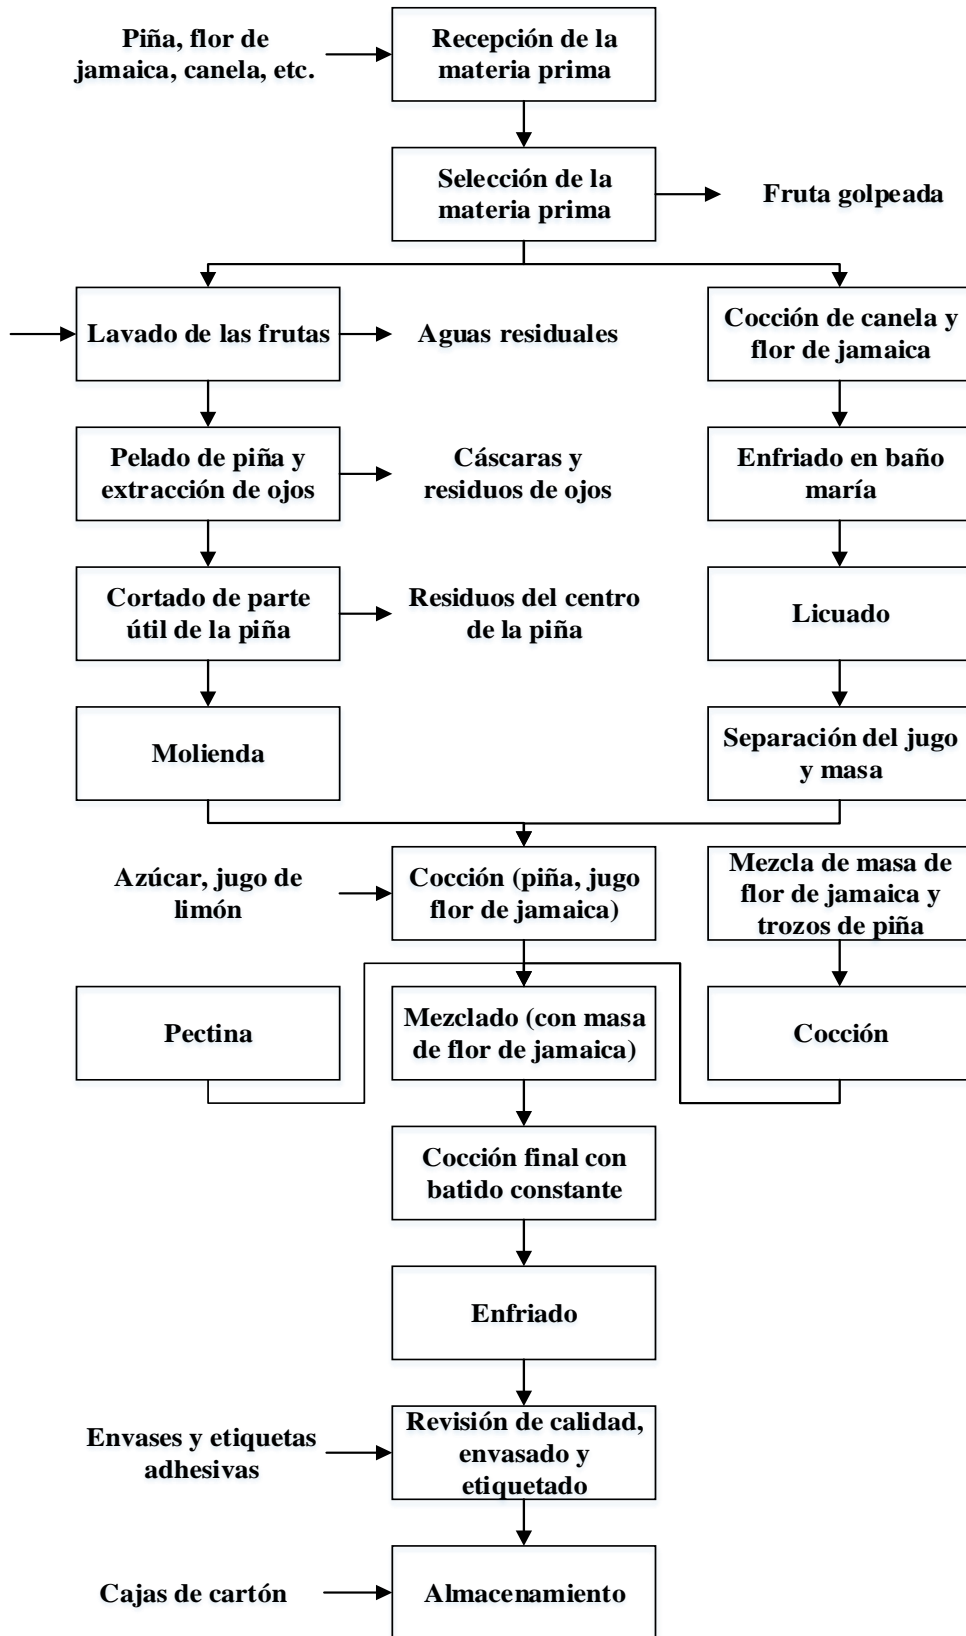 Piña, flor de
jamaica, canela, etc.
Recepción de la
materia prima
Selección de la
materia prima
Fruta golpeada
Lavado de las frutas
Aguas residuales
Cocción de canela y
flor de jamaica
Pelado de piña y
extracción de ojos
Cáscaras y
residuos de ojos
Enfriado en baño
maría
Cortado de parte
útil de la piña
Residuos del centro
de la piña
Licuado
Molienda
Separación del jugo
y masa
Azúcar, jugo de
limón
Cocción (piña, jugo
flor de jamaica)
Mezcla de masa de
flor de jamaica y
trozos de piña
Pectina
Mezclado (con masa
de flor de jamaica)
Cocción
Cocción final con
batido constante
Enfriado
Envases y etiquetas
adhesivas
Revisión de calidad,
envasado y
etiquetado
Cajas de cartón
Almacenamiento